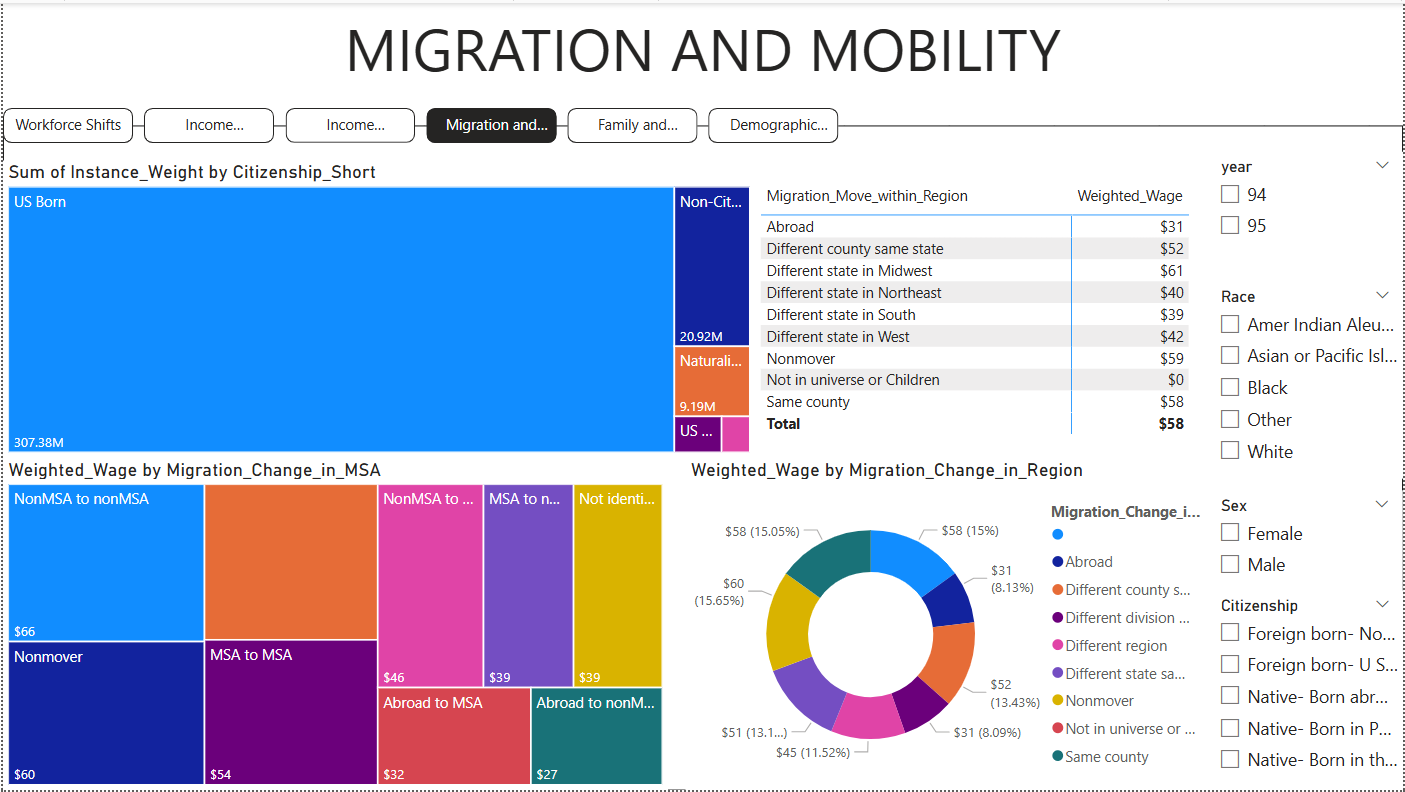 MIGRATION AND MOBILITY
Workforce Shifts
Income...
Income...
Migration and...
Family and...
Demographic...
Sum of Instance_Weight by Citizenship_Short
US Born
307.38M
Non-Cit...
20.92M
Naturali...
9.19M
US ...
Migration_Move_within_Region Weighted_Wage
Abroad $31
Different county same state $52
Different state in Midwest $61
Different state in Northeast $40
Different state in South $39
Different state in West $42
Nonmover $59
Not in universe or Children $0
Same county $58
Total $58
Weighted_Wage by Migration_Change_in_MSA
NonMSA to nonMSA
$66
Nonmover
$60
MSA to MSA
$54
NonMSA to ...
$46
MSA to n...
$39
Not identi...
$39
Abroad to MSA
$32
Abroad to nonM...
$27
Weighted_Wage by Migration_Change_in_Region
$58 (15%)
$31
(8.13%)
$52
(13.43%)
$31 (8.09%)
$45 (11.52%)
$51 (13.1...)
$60
(15.65%)
$58 (15.05%)
Migration_Change_i...
Abroad
Different county s...
Different division ...
Different region
Different state sa...
Nonmover
Not in universe or ...
Same county
year
94
95
Race
Amer Indian Aleu...
Asian or Pacific Isl...
Black
Other
White
Sex
Female
Male
Citizenship
Foreign born- No...
Foreign born- U S...
Native- Born abr...
Native- Born in P...
Native- Born in th...